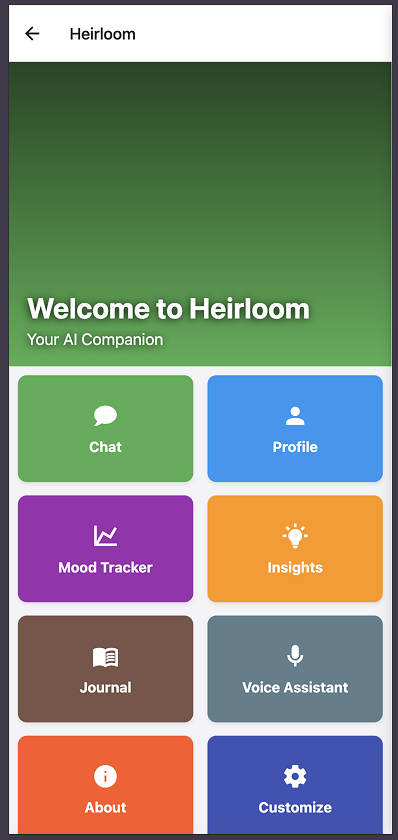 Heirloom
Welcome to Heirloom
Your AI Companion
Chat
Profile
Mood Tracker
Insights
Journal
Voice Assistant
About
Customize